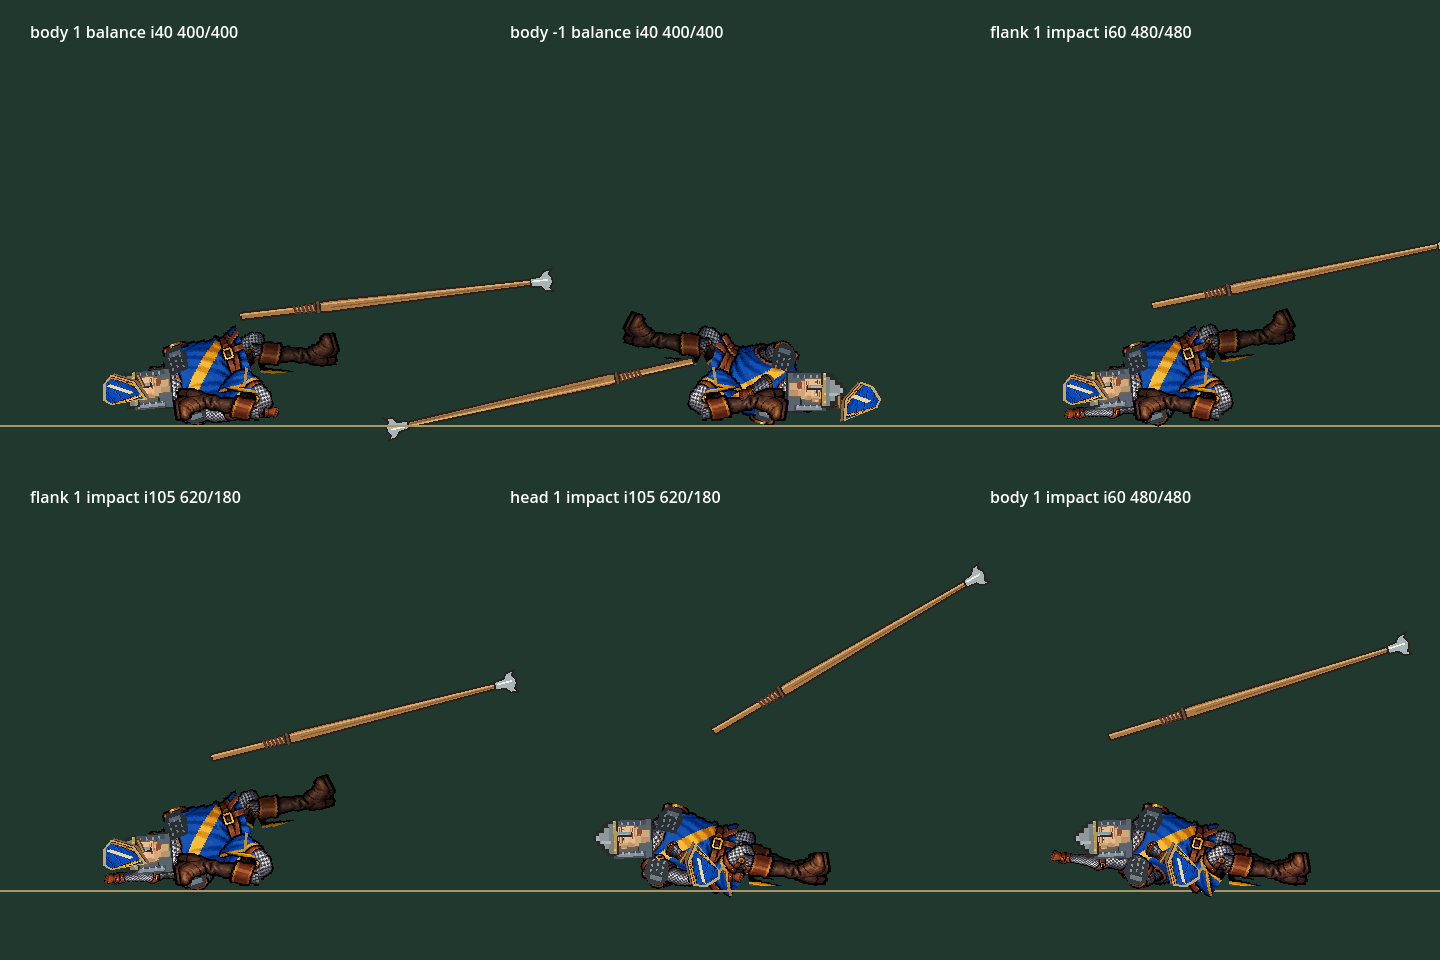 body 1 balance i40 400/400
body -1 balance i40 400/400
flank 1 impact i60 480/480
flank 1 impact i105 620/180
head 1 impact i105 620/180
body 1 impact i60 480/480